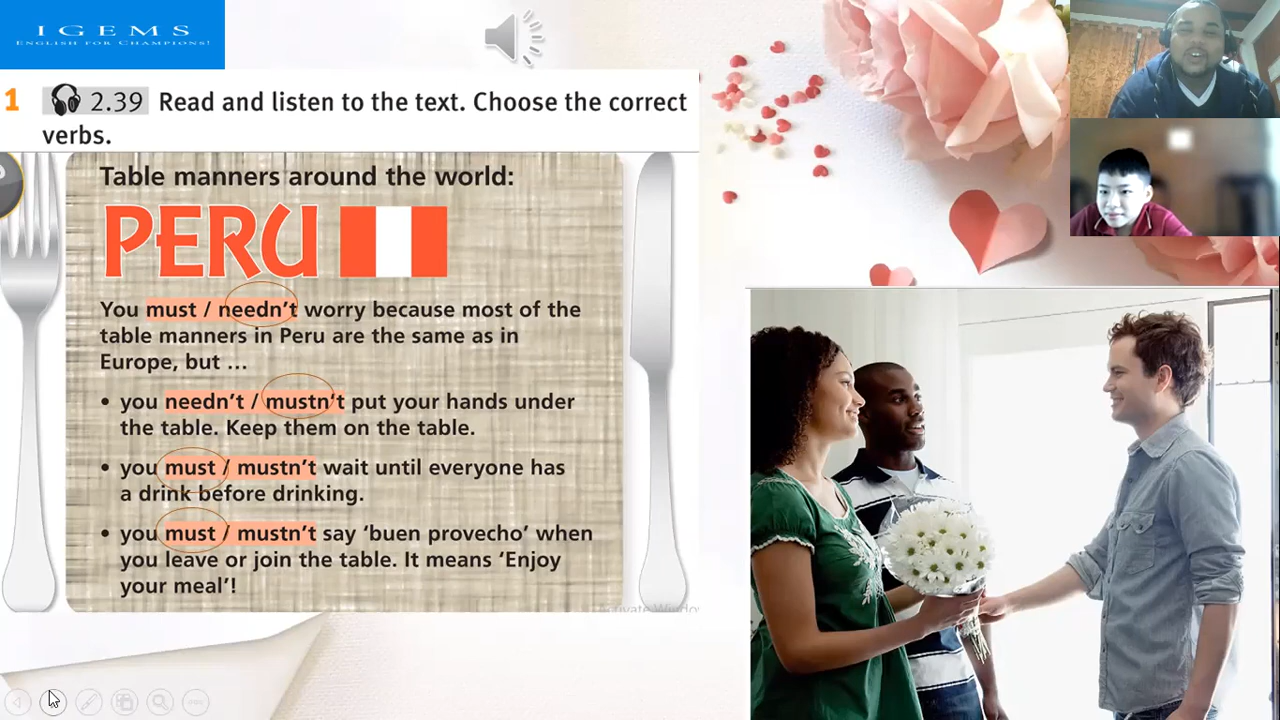 IGEMS
ENGLISH FOR CHAMPIONS!
1 2.39 Read and listen to the text. Choose the correct
verbs.
Table manners around the world:
PERU
You must / needn't worry because most of the
table manners in Peru are the same as in
Europe, but ...
• you needn't / mustn't put your hands under
the table. Keep them on the table.
• you must / mustn't wait until everyone has
a drink before drinking.
• you must / mustn't say ‘buen provecho’ when
you leave or join the table. It means ‘Enjoy
your meal’!